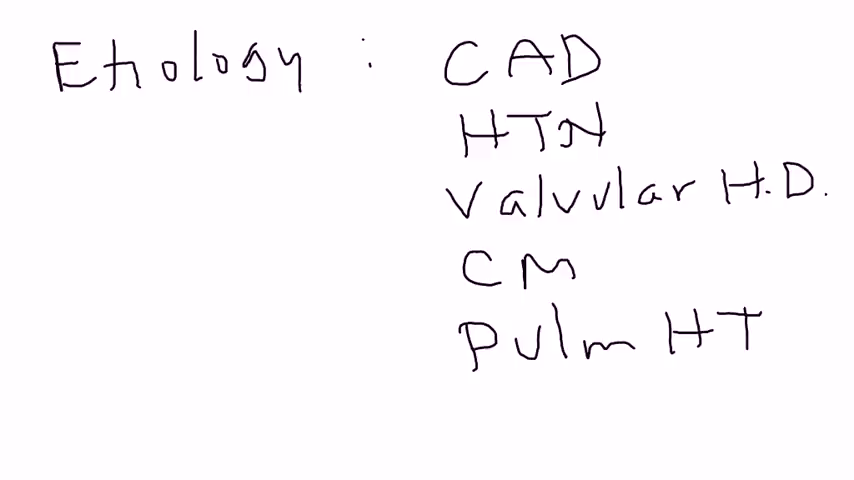 Etiology : CAD
HTN
Valvular H.D.
CM
Pulm HT